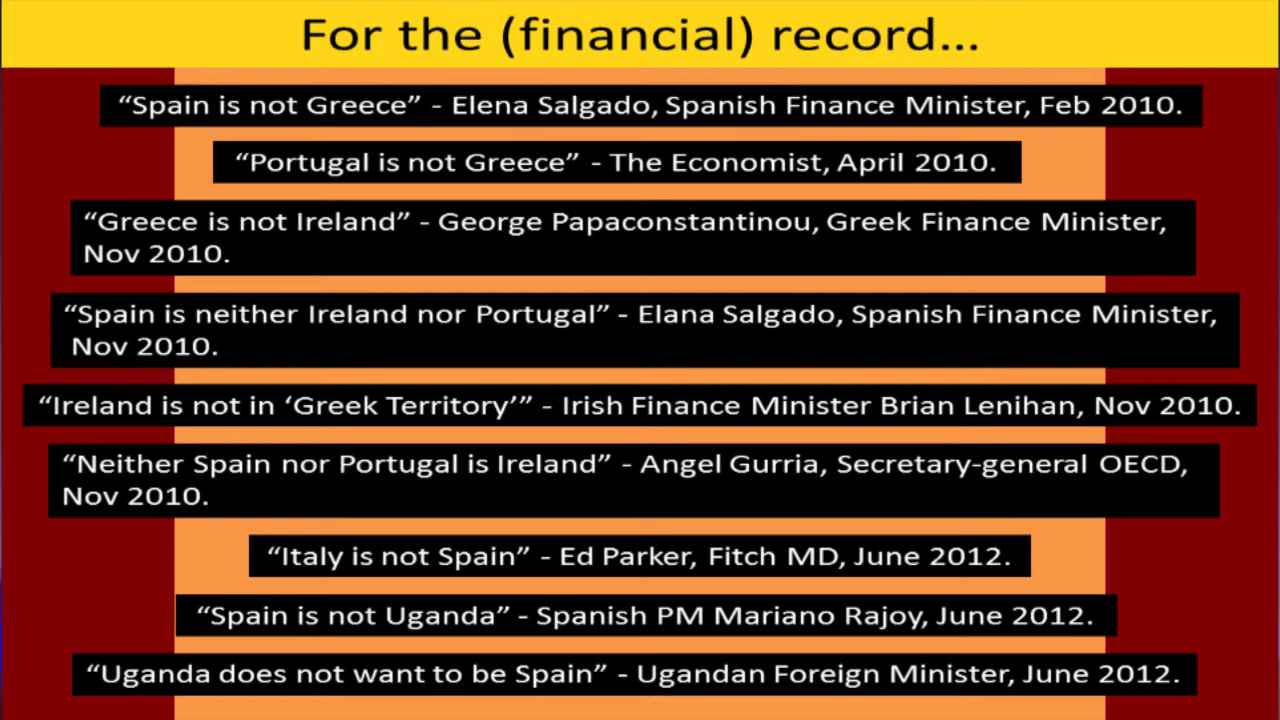 For the (financial) record...
“Spain is not Greece” - Elena Salgado, Spanish Finance Minister, Feb 2010.
“Portugal is not Greece” - The Economist, April 2010.
“Greece is not Ireland” - George Papaconstantinou, Greek Finance Minister,
Nov 2010.
“Spain is neither Ireland nor Portugal” - Elana Salgado, Spanish Finance Minister,
Nov 2010.
“Ireland is not in ‘Greek Territory’” - Irish Finance Minister Brian Lenihan, Nov 2010.
“Neither Spain nor Portugal is Ireland” - Angel Gurria, Secretary-general OECD,
Nov 2010.
“Italy is not Spain” - Ed Parker, Fitch MD, June 2012.
“Spain is not Uganda” - Spanish PM Mariano Rajoy, June 2012.
“Uganda does not want to be Spain” - Ugandan Foreign Minister, June 2012.